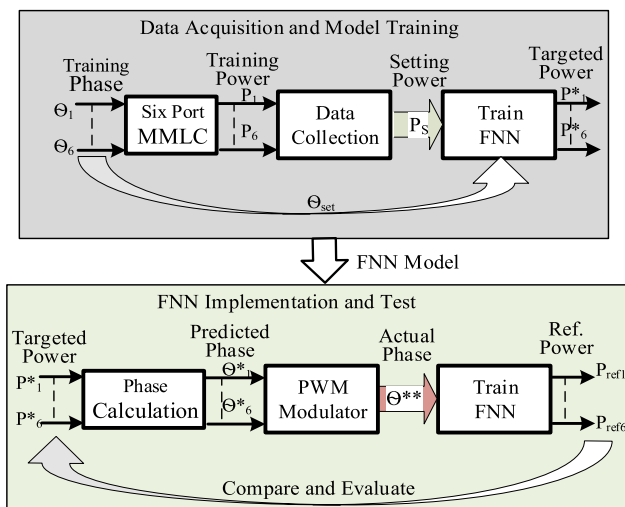 Data Acquisition and Model Training
Training Phase
Training Power
Setting Power
Targeted Power
Θ1
Θ6
Six Port MMLC
P1
P6
Data Collection
PS
Train FNN
P*1
P*6
Θset
FNN Model
FNN Implementation and Test
Targeted Power
Predicted Phase
Actual Phase
Ref. Power
P*1
P*6
Phase Calculation
Θ*1
Θ*6
PWM Modulator
Θ**
Train FNN
Pref1
Pref6
Compare and Evaluate